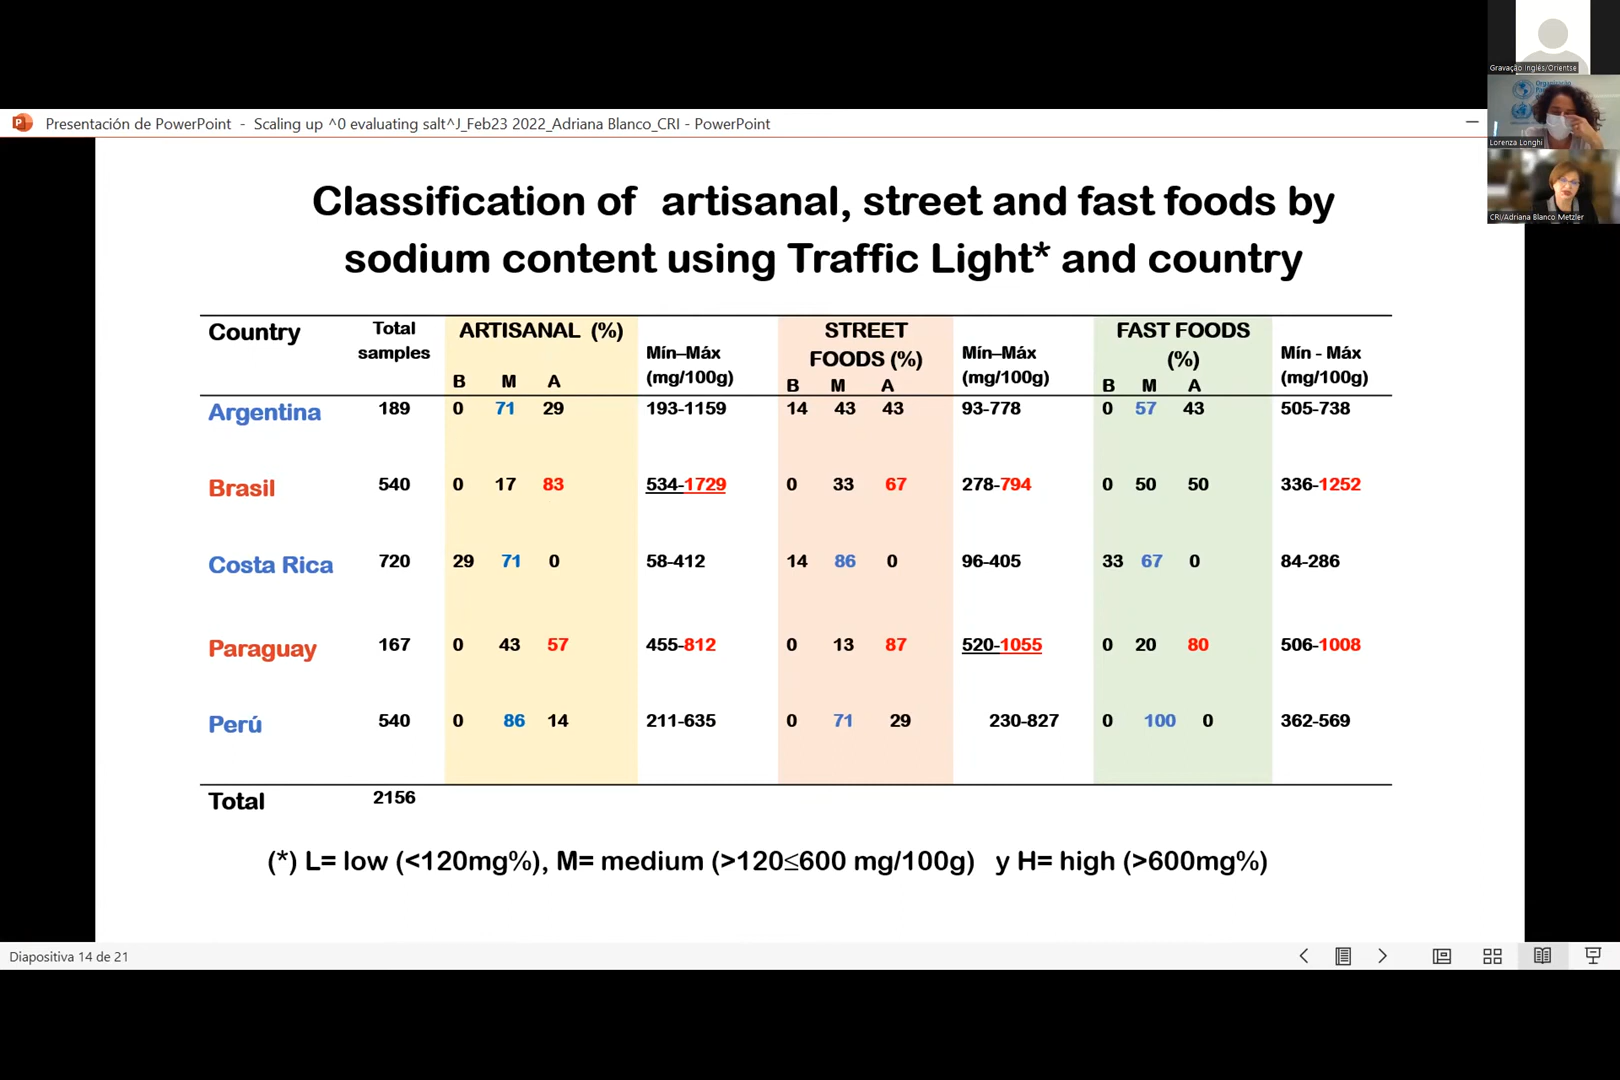 Gravação Inglês/Orientse
Organização
Lorenza Longhi
CRI/Adriana Blanco Metzler
Presentación de PowerPoint - Scaling up ^0 evaluating salt^J_Feb23 2022_Adriana Blanco_CRI - PowerPoint
Classification of artisanal, street and fast foods by
sodium content using Traffic Light* and country
Country Total samples ARTISANAL (%) Mín–Máx (mg/100g) STREET FOODS (%) Mín–Máx (mg/100g) FAST FOODS (%) Mín - Máx (mg/100g)
B M A B M A B M A
Argentina 189 0 71 29 193-1159 14 43 43 93-778 0 57 43 505-738
Brasil 540 0 17 83 534-1729 0 33 67 278-794 0 50 50 336-1252
Costa Rica 720 29 71 0 58-412 14 86 0 96-405 33 67 0 84-286
Paraguay 167 0 43 57 455-812 0 13 87 520-1055 0 20 80 506-1008
Perú 540 0 86 14 211-635 0 71 29 230-827 0 100 0 362-569
Total 2156
(*) L= low (<120mg%), M= medium (>120≤600 mg/100g) y H= high (>600mg%)
Diapositiva 14 de 21